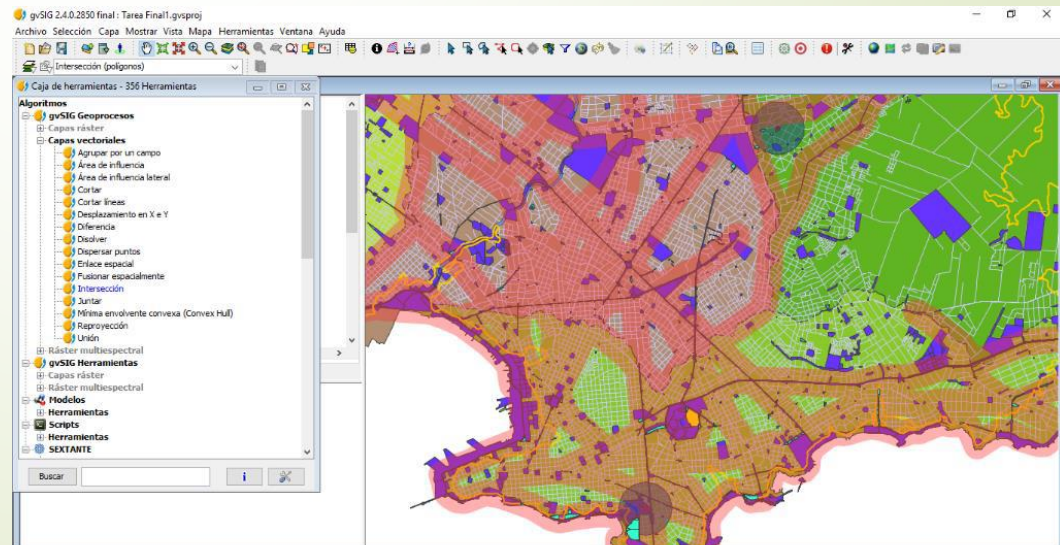 gvSIG 2.4.0.2850 final : Tarea Final1.gvsproj
Archivo Selección Capa Mostrar Vista Mapa Herramientas Ventana Ayuda
Intersección (polígonos)
Caja de herramientas - 356 Herramientas
Algoritmos
gvSIG Geoprocesos
Capas ráster
Capas vectoriales
Agrupar por un campo
Área de influencia
Área de influencia lateral
Cortar
Cortar líneas
Desplazamiento en X e Y
Diferencia
Disolver
Dispersar puntos
Enlace espacial
Fusionar espacialmente
Intersección
Juntar
Mínima envolvente convexa (Convex Hull)
Reproyección
Unión
Ráster multiespectral
gvSIG Herramientas
Capas ráster
Ráster multiespectral
Modelos
Herramientas
Scripts
Herramientas
SEXTANTE
Buscar